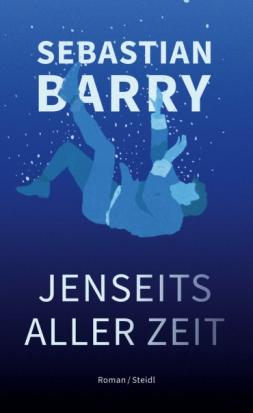 SEBASTIAN
BARRY
JENSEITS
ALLER ZEIT
Roman / Steidl